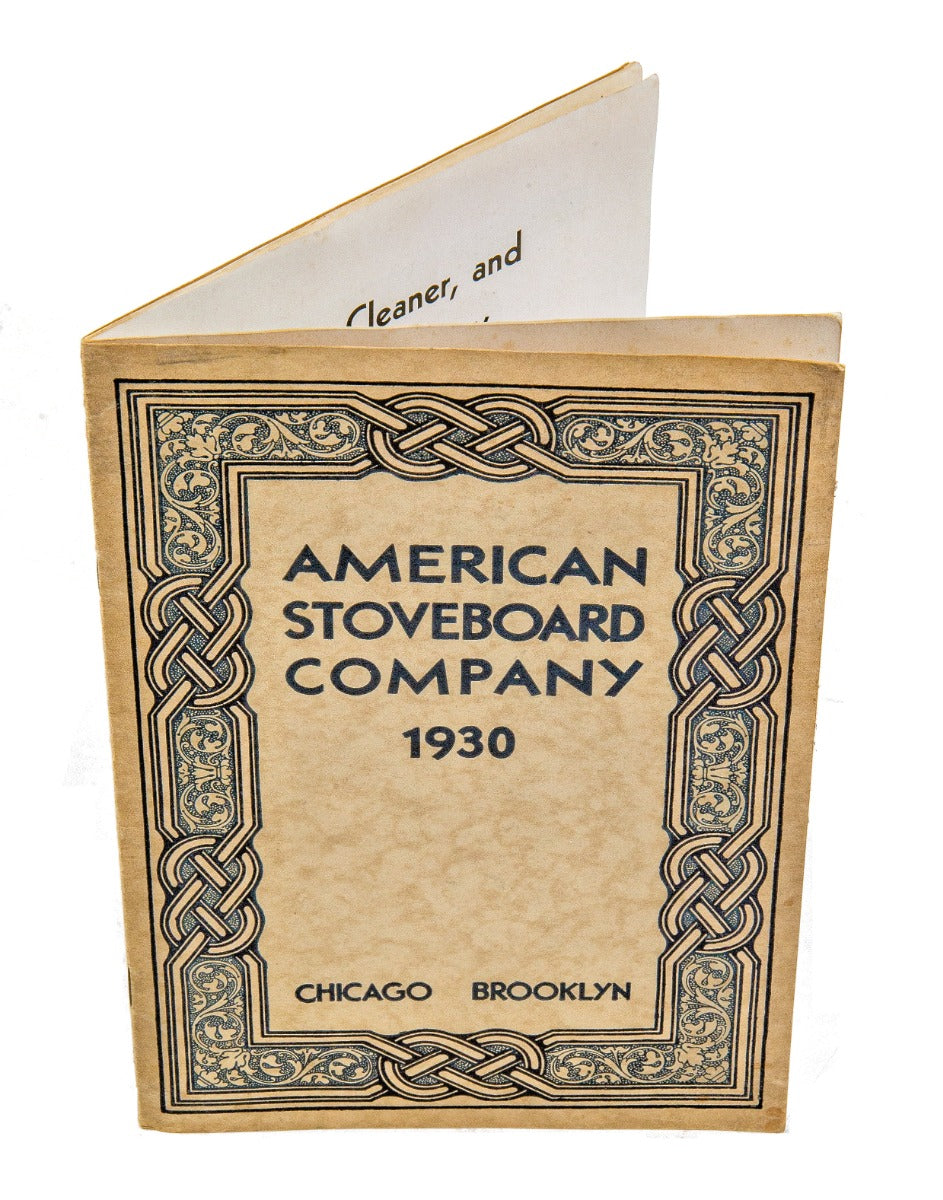 Cleaner, and
AMERICAN
STOVEBOARD
COMPANY
1930
CHICAGO BROOKLYN